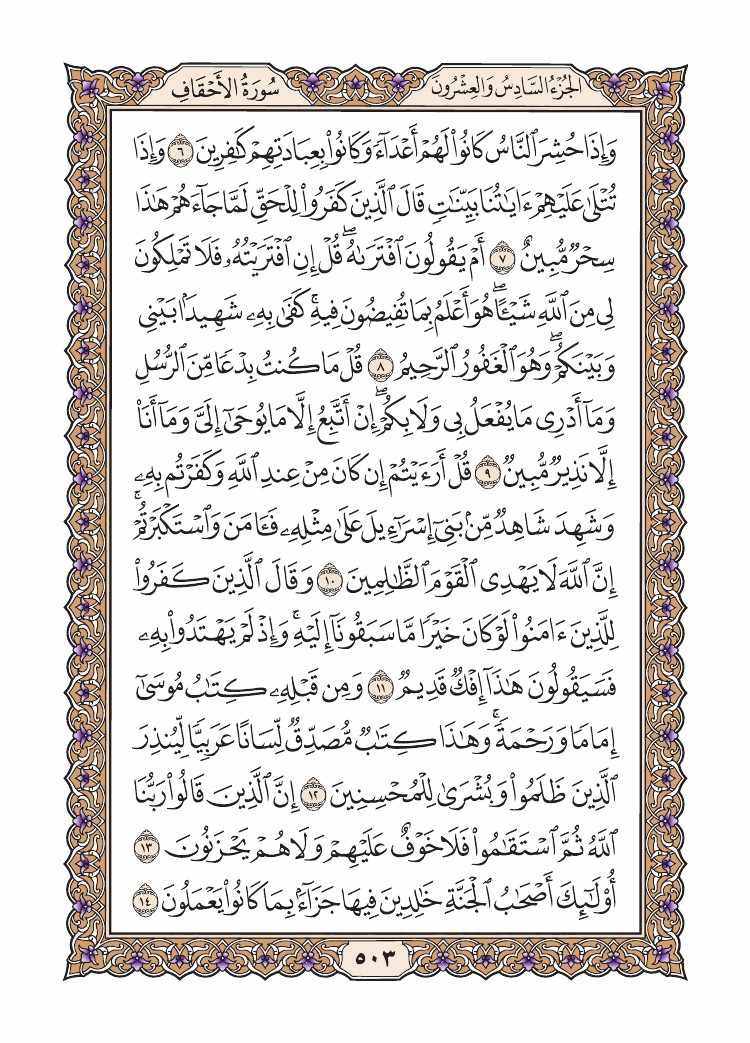 الجُزْءُ السَّادِسُ وَالعِشْرُونَ
سُورَةُ الأَحْقَافِ
وَإِذَا حُشِرَ ٱلنَّاسُ كَانُوا۟ لَهُمْ أَعْدَآءً وَكَانُوا۟ بِعِبَادَتِهِمْ كَٰفِرِينَ ٦ وَإِذَا
تُتْلَىٰ عَلَيْهِمْ ءَايَٰتُنَا بَيِّنَٰتٍ قَالَ ٱلَّذِينَ كَفَرُوا۟ لِلْحَقِّ لَمَّا جَآءَهُمْ هَٰذَا
سِحْرٌ مُّبِينٌ ٧ أَمْ يَقُولُونَ ٱفْتَرَىٰهُ ۖ قُلْ إِنِ ٱفْتَرَيْتُهُۥ فَلَا تَمْلِكُونَ
لِى مِنَ ٱللَّهِ شَيْـًٔا ۖ هُوَ أَعْلَمُ بِمَا تُفِيضُونَ فِيهِ ۚ كَفَىٰ بِهِۦ شَهِيدًۢا بَيْنِى
وَبَيْنَكُمْ ۖ وَهُوَ ٱلْغَفُورُ ٱلرَّحِيمُ ٨ قُلْ مَا كُنتُ بِدْعًا مِّنَ ٱلرُّسُلِ
وَمَآ أَدْرِى مَا يُفْعَلُ بِى وَلَا بِكُمْ ۖ إِنْ أَتَّبِعُ إِلَّا مَا يُوحَىٰٓ إِلَىَّ وَمَآ أَنَا۠
إِلَّا نَذِيرٌ مُّبِينٌ ٩ قُلْ أَرَءَيْتُمْ إِن كَانَ مِنْ عِندِ ٱللَّهِ وَكَفَرْتُم بِهِۦ
وَشَهِدَ شَاهِدٌ مِّنۢ بَنِىٓ إِسْرَٰٓءِيلَ عَلَىٰ مِثْلِهِۦ فَـَٔامَنَ وَٱسْتَكْبَرْتُمْ ۚ
إِنَّ ٱللَّهَ لَا يَهْدِى ٱلْقَوْمَ ٱلظَّٰلِمِينَ ١٠ وَقَالَ ٱلَّذِينَ كَفَرُوا۟
لِلَّذِينَ ءَامَنُوا۟ لَوْ كَانَ خَيْرًا مَّا سَبَقُونَآ إِلَيْهِ ۚ وَإِذْ لَمْ يَهْتَدُوا۟ بِهِۦ
فَسَيَقُولُونَ هَٰذَآ إِفْكٌ قَدِيمٌ ١١ وَمِن قَبْلِهِۦ كِتَٰبُ مُوسَىٰٓ
إِمَامًا وَرَحْمَةً ۚ وَهَٰذَا كِتَٰبٌ مُّصَدِّقٌ لِّسَانًا عَرَبِيًّا لِّيُنذِرَ
ٱلَّذِينَ ظَلَمُوا۟ وَبُشْرَىٰ لِلْمُحْسِنِينَ ١٢ إِنَّ ٱلَّذِينَ قَالُوا۟ رَبُّنَا
ٱللَّهُ ثُمَّ ٱسْتَقَٰمُوا۟ فَلَا خَوْفٌ عَلَيْهِمْ وَلَا هُمْ يَحْزَنُونَ ١٣
أُو۟لَٰٓئِكَ أَصْحَٰبُ ٱلْجَنَّةِ خَٰلِدِينَ فِيهَا جَزَآءًۢ بِمَا كَانُوا۟ يَعْمَلُونَ ١٤
٥٠٣